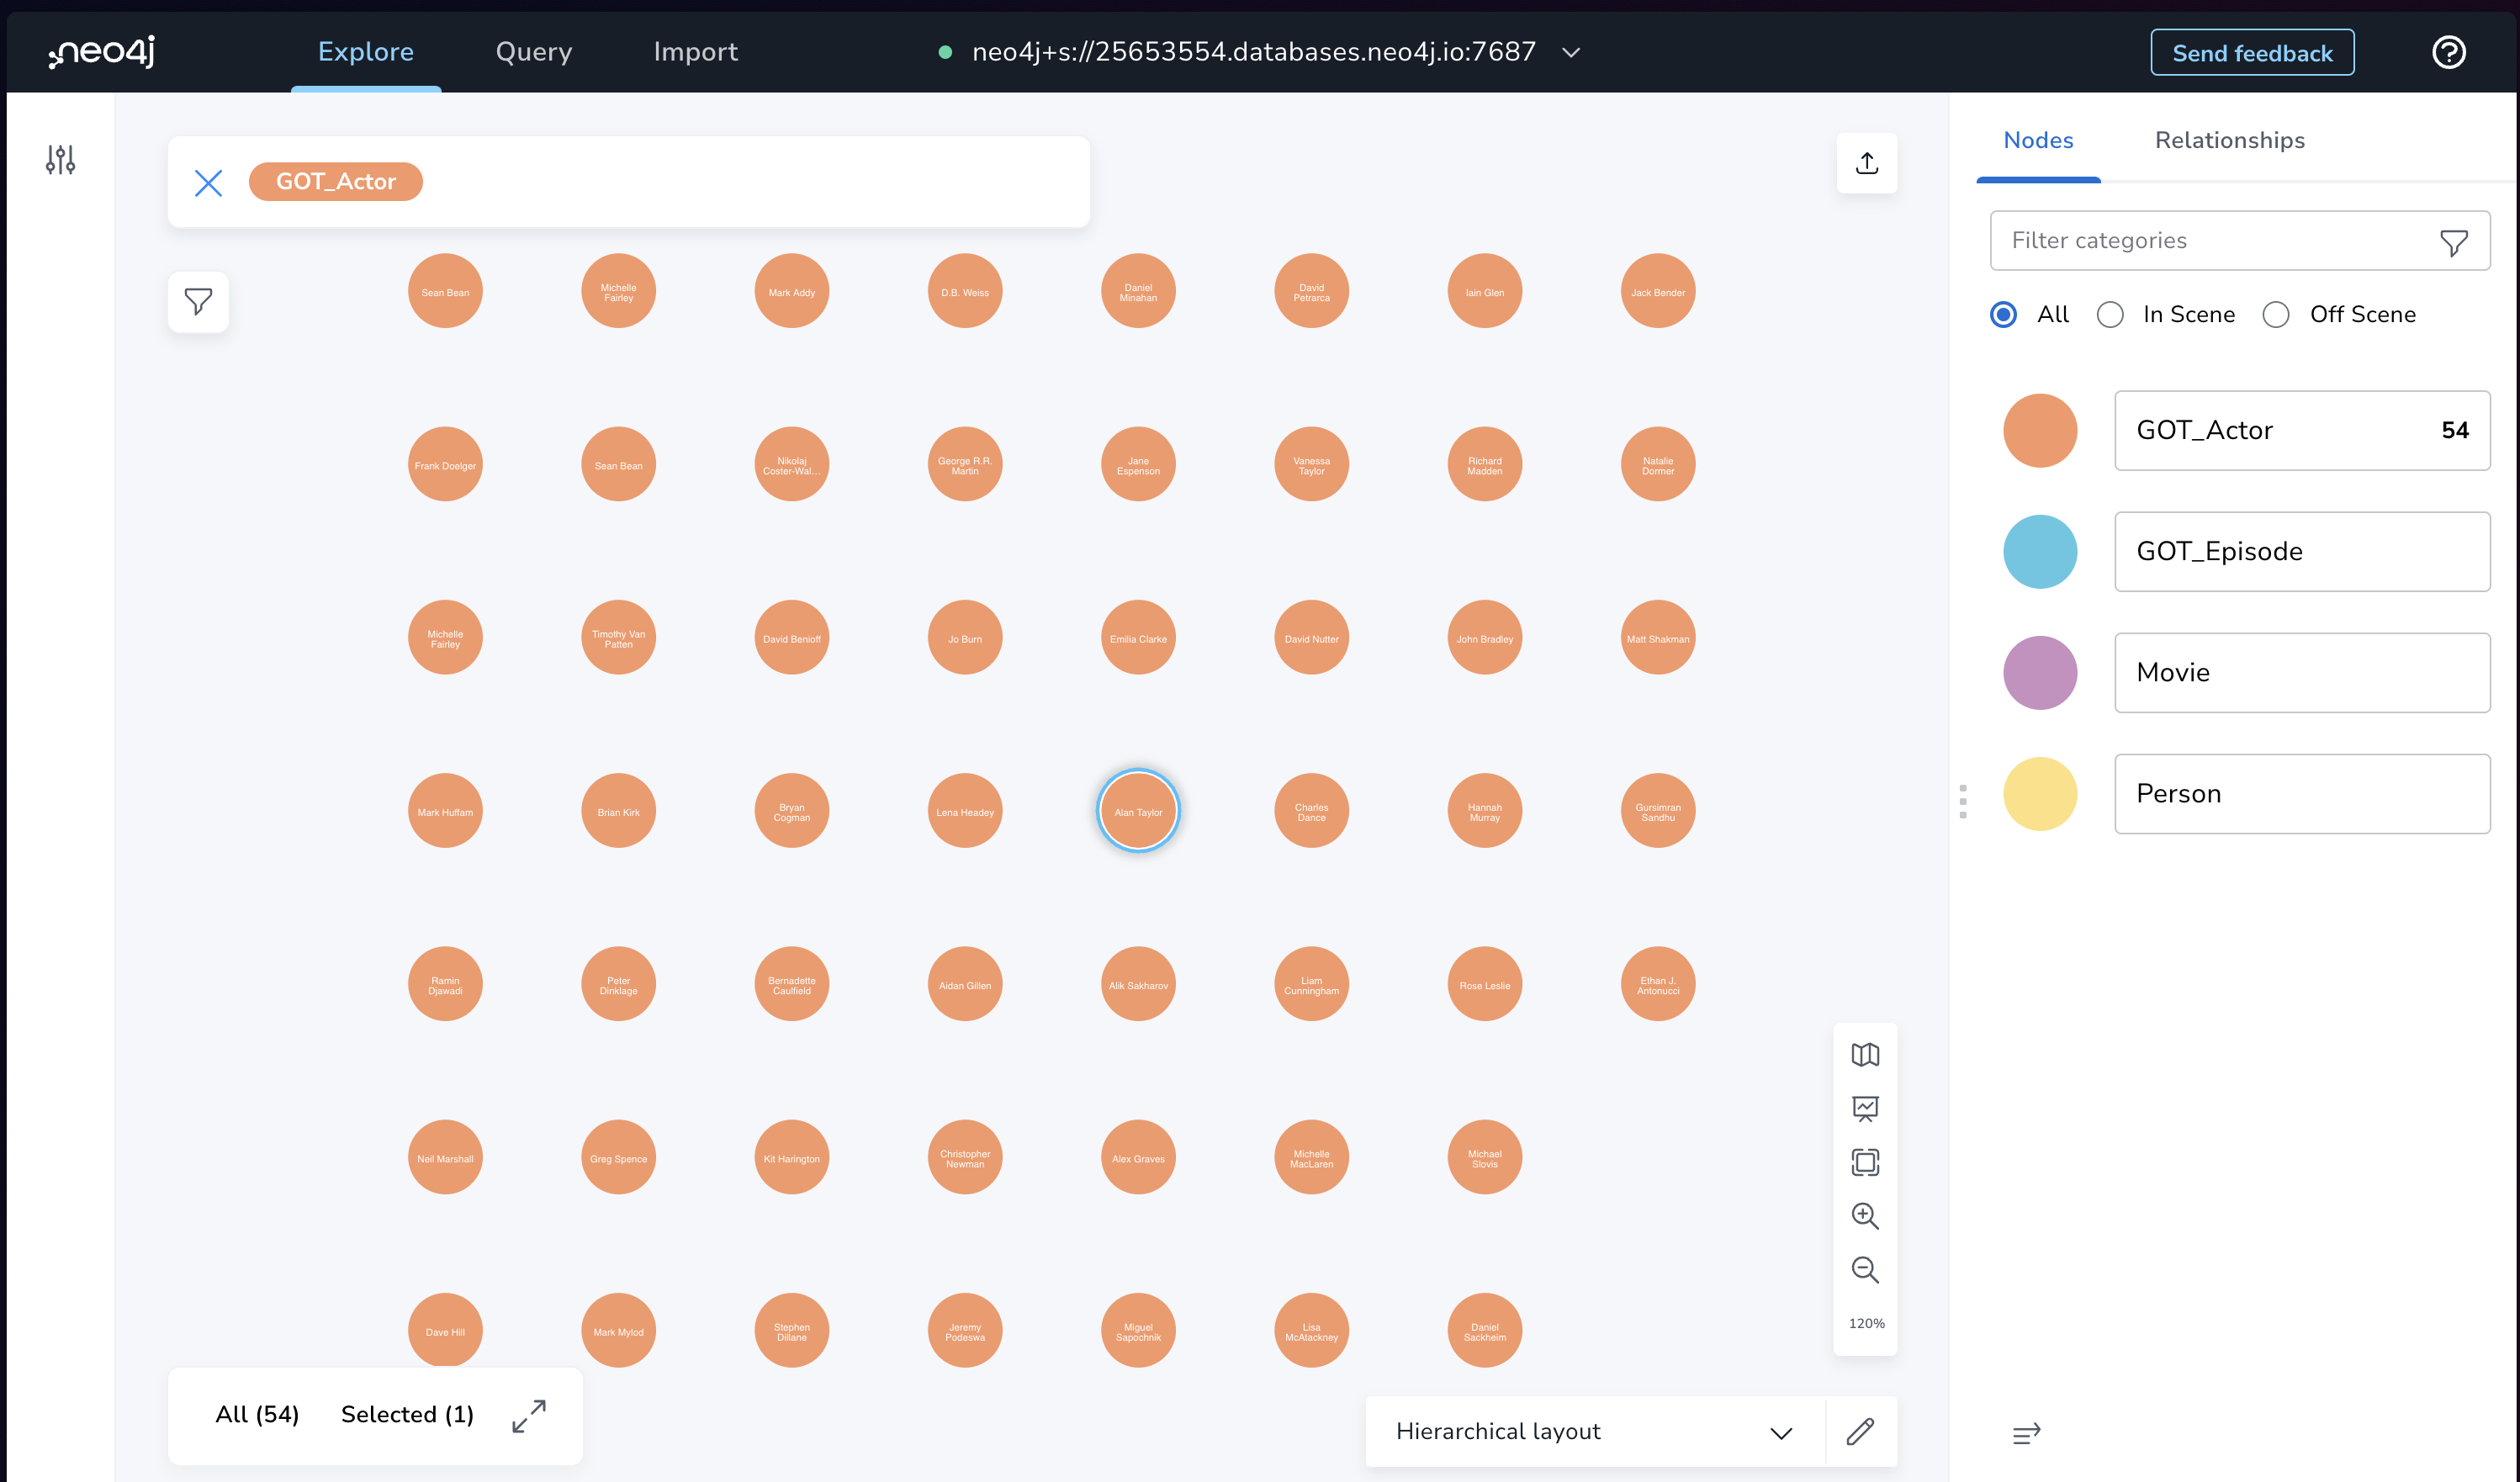 neo4j
Explore
Query
Import
neo4j+s://25653554.databases.neo4j.io:7687
Send feedback
GOT_Actor
Nodes
Relationships
Filter categories
All
In Scene
Off Scene
GOT_Actor 54
GOT_Episode
Movie
Person
Sean Bean
Michelle
Fairley
Mark Addy
D.B. Weiss
Daniel
Minahan
David
Petrarca
Iain Glen
Jack Bender
Frank Doelger
Sean Bean
Nikolaj
Coster-Wal...
George R.R.
Martin
Jane
Espenson
Vanessa
Taylor
Richard
Madden
Natalie
Dormer
Michelle
Fairley
Timothy Van
Patten
David Benioff
Jo Burn
Emilia Clarke
David Nutter
John Bradley
Matt Shakman
Mark Huffam
Brian Kirk
Bryan
Cogman
Lena Headey
Alan Taylor
Charles
Dance
Hannah
Murray
Gursimran
Sandhu
Ramin
Djawadi
Peter
Dinklage
Bernadette
Caulfield
Aidan Gillen
Alik Sakharov
Liam
Cunningham
Rose Leslie
Ethan J.
Antonucci
Neil Marshall
Greg Spence
Kit Harington
Christopher
Newman
Alex Graves
Michelle
MacLaren
Michael
Slovis
Dave Hill
Mark Mylod
Stephen
Dillane
Jeremy
Podeswa
Miguel
Sapochnik
Lisa
McAtackney
Daniel
Sackheim
120%
All (54)
Selected (1)
Hierarchical layout